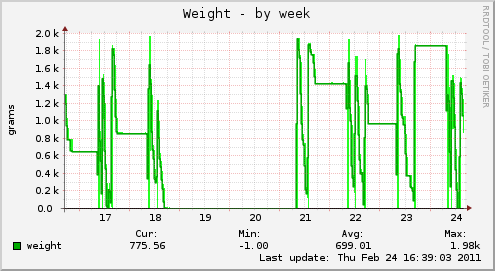 Weight - by week
RRDTOOL / TOBI OETIKER
grams
2.0 k
1.8 k
1.6 k
1.4 k
1.2 k
1.0 k
0.8 k
0.6 k
0.4 k
0.2 k
0.0
17 18 19 20 21 22 23 24
Cur: Min: Avg: Max:
weight 775.56 -1.00 699.01 1.98k
Last update: Thu Feb 24 16:39:03 2011